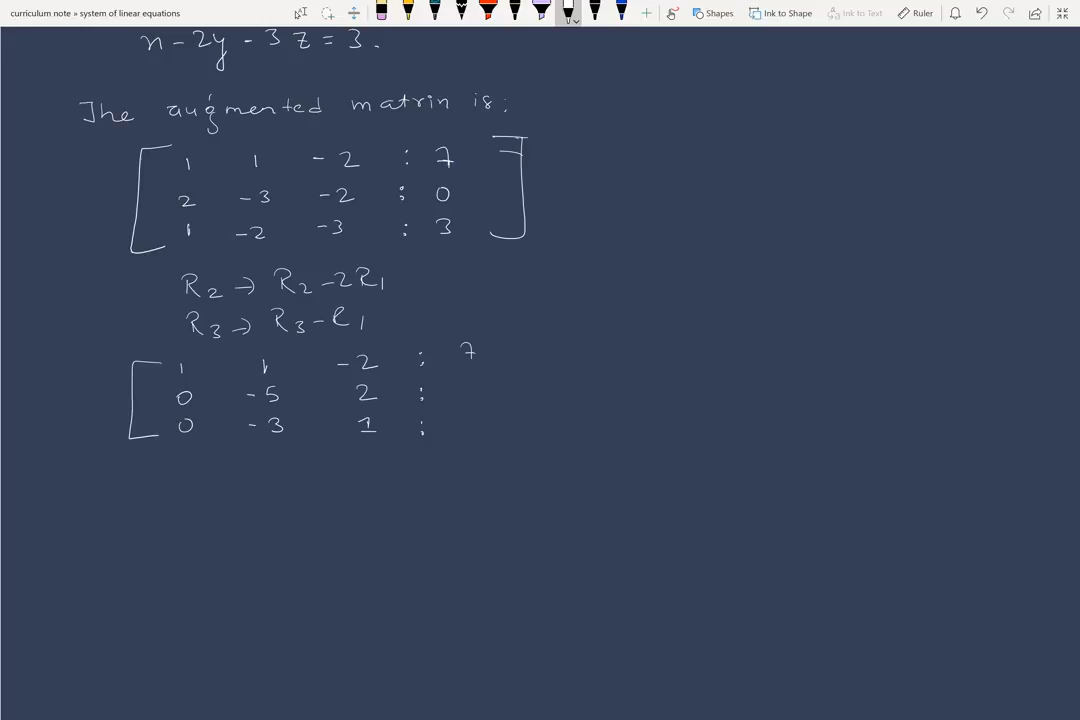 curriculum note » system of linear equations
Shapes Ink to Shape Ink to Text Ruler
x - 2y - 3z = 3.
The augmented matrix is:
1 1 -2 : 7
2 -3 -2 : 0
1 -2 -3 : 3
R2 → R2 - 2R1
R3 → R3 - R1
1 1 -2 : 7
0 -5 2 :
0 -3 1 :